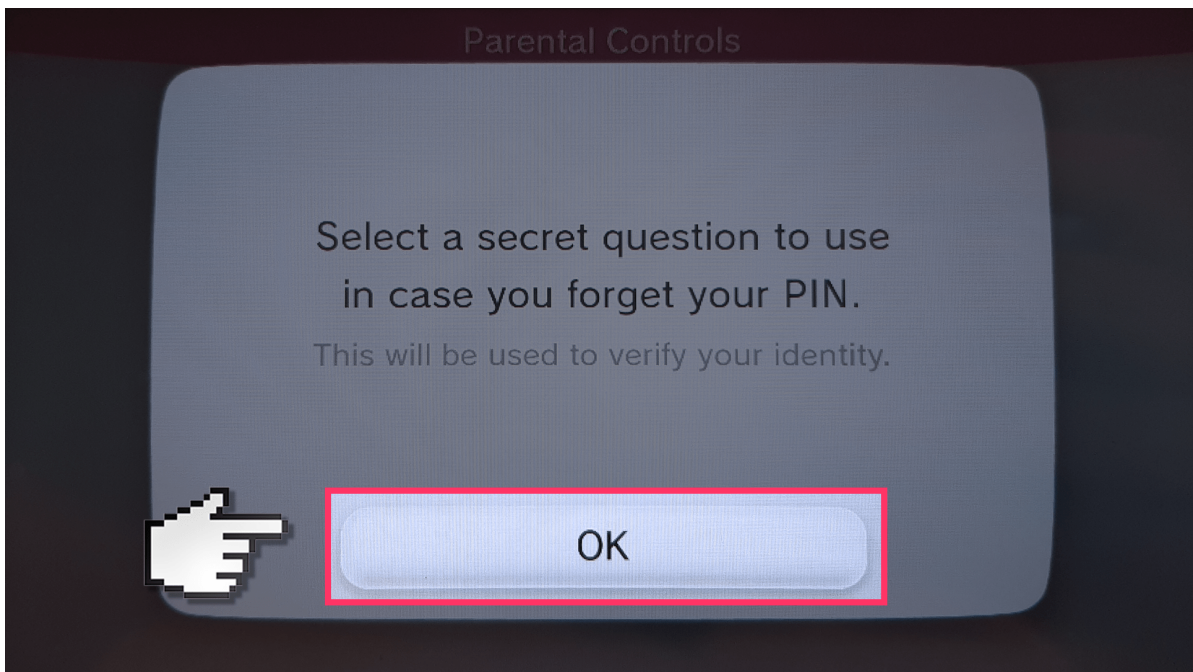 Parental Controls
Select a secret question to use
in case you forget your PIN.
This will be used to verify your identity.
OK